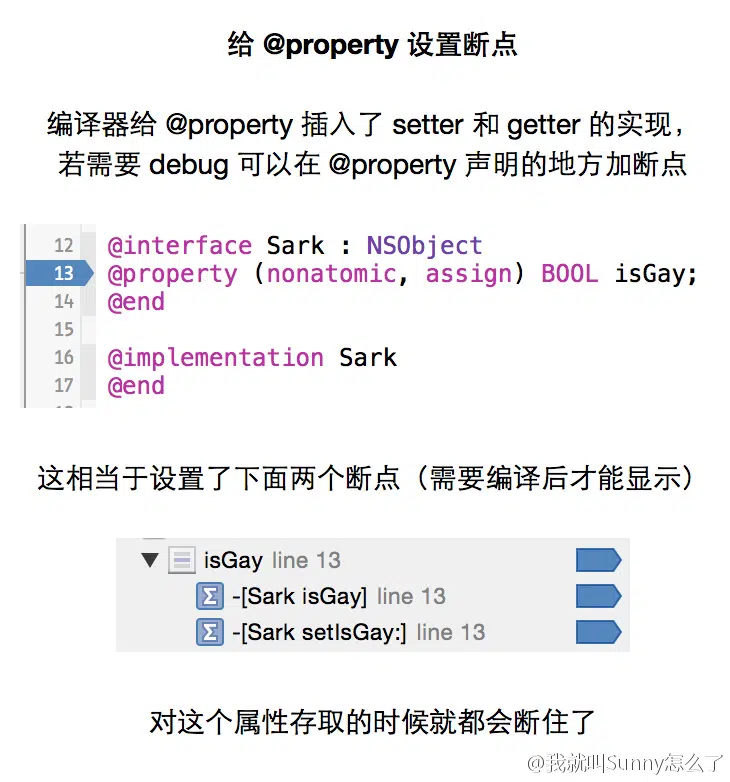 给 @property 设置断点
编译器给 @property 插入了 setter 和 getter 的实现，
若需要 debug 可以在 @property 声明的地方加断点
12 @interface Sark : NSObject
13 @property (nonatomic, assign) BOOL isGay;
14 @end
15
16 @implementation Sark
17 @end
这相当于设置了下面两个断点（需要编译后才能显示）
isGay line 13
Σ -[Sark isGay] line 13
Σ -[Sark setIsGay:] line 13
对这个属性存取的时候就都会断住了
@我就叫Sunny怎么了